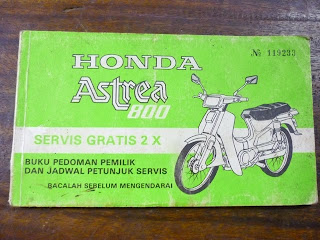 HONDA
№ 119233
Astrea
800
SERVIS GRATIS 2 X
BUKU PEDOMAN PEMILIK
DAN JADWAL PETUNJUK SERVIS
BACALAH SEBELUM MENGENDARAI